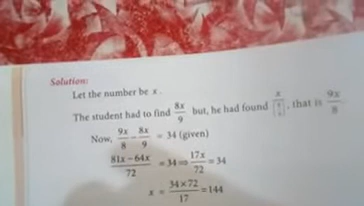 Solution:
Let the number be x.
The student had to find 8x/9 but, he had found x/(8/9), that is 9x/8
Now, 9x/8 - 8x/9 = 34 (given)
81x - 64x/72 = 34 ⇒ 17x/72 = 34
x = 34×72/17 = 144